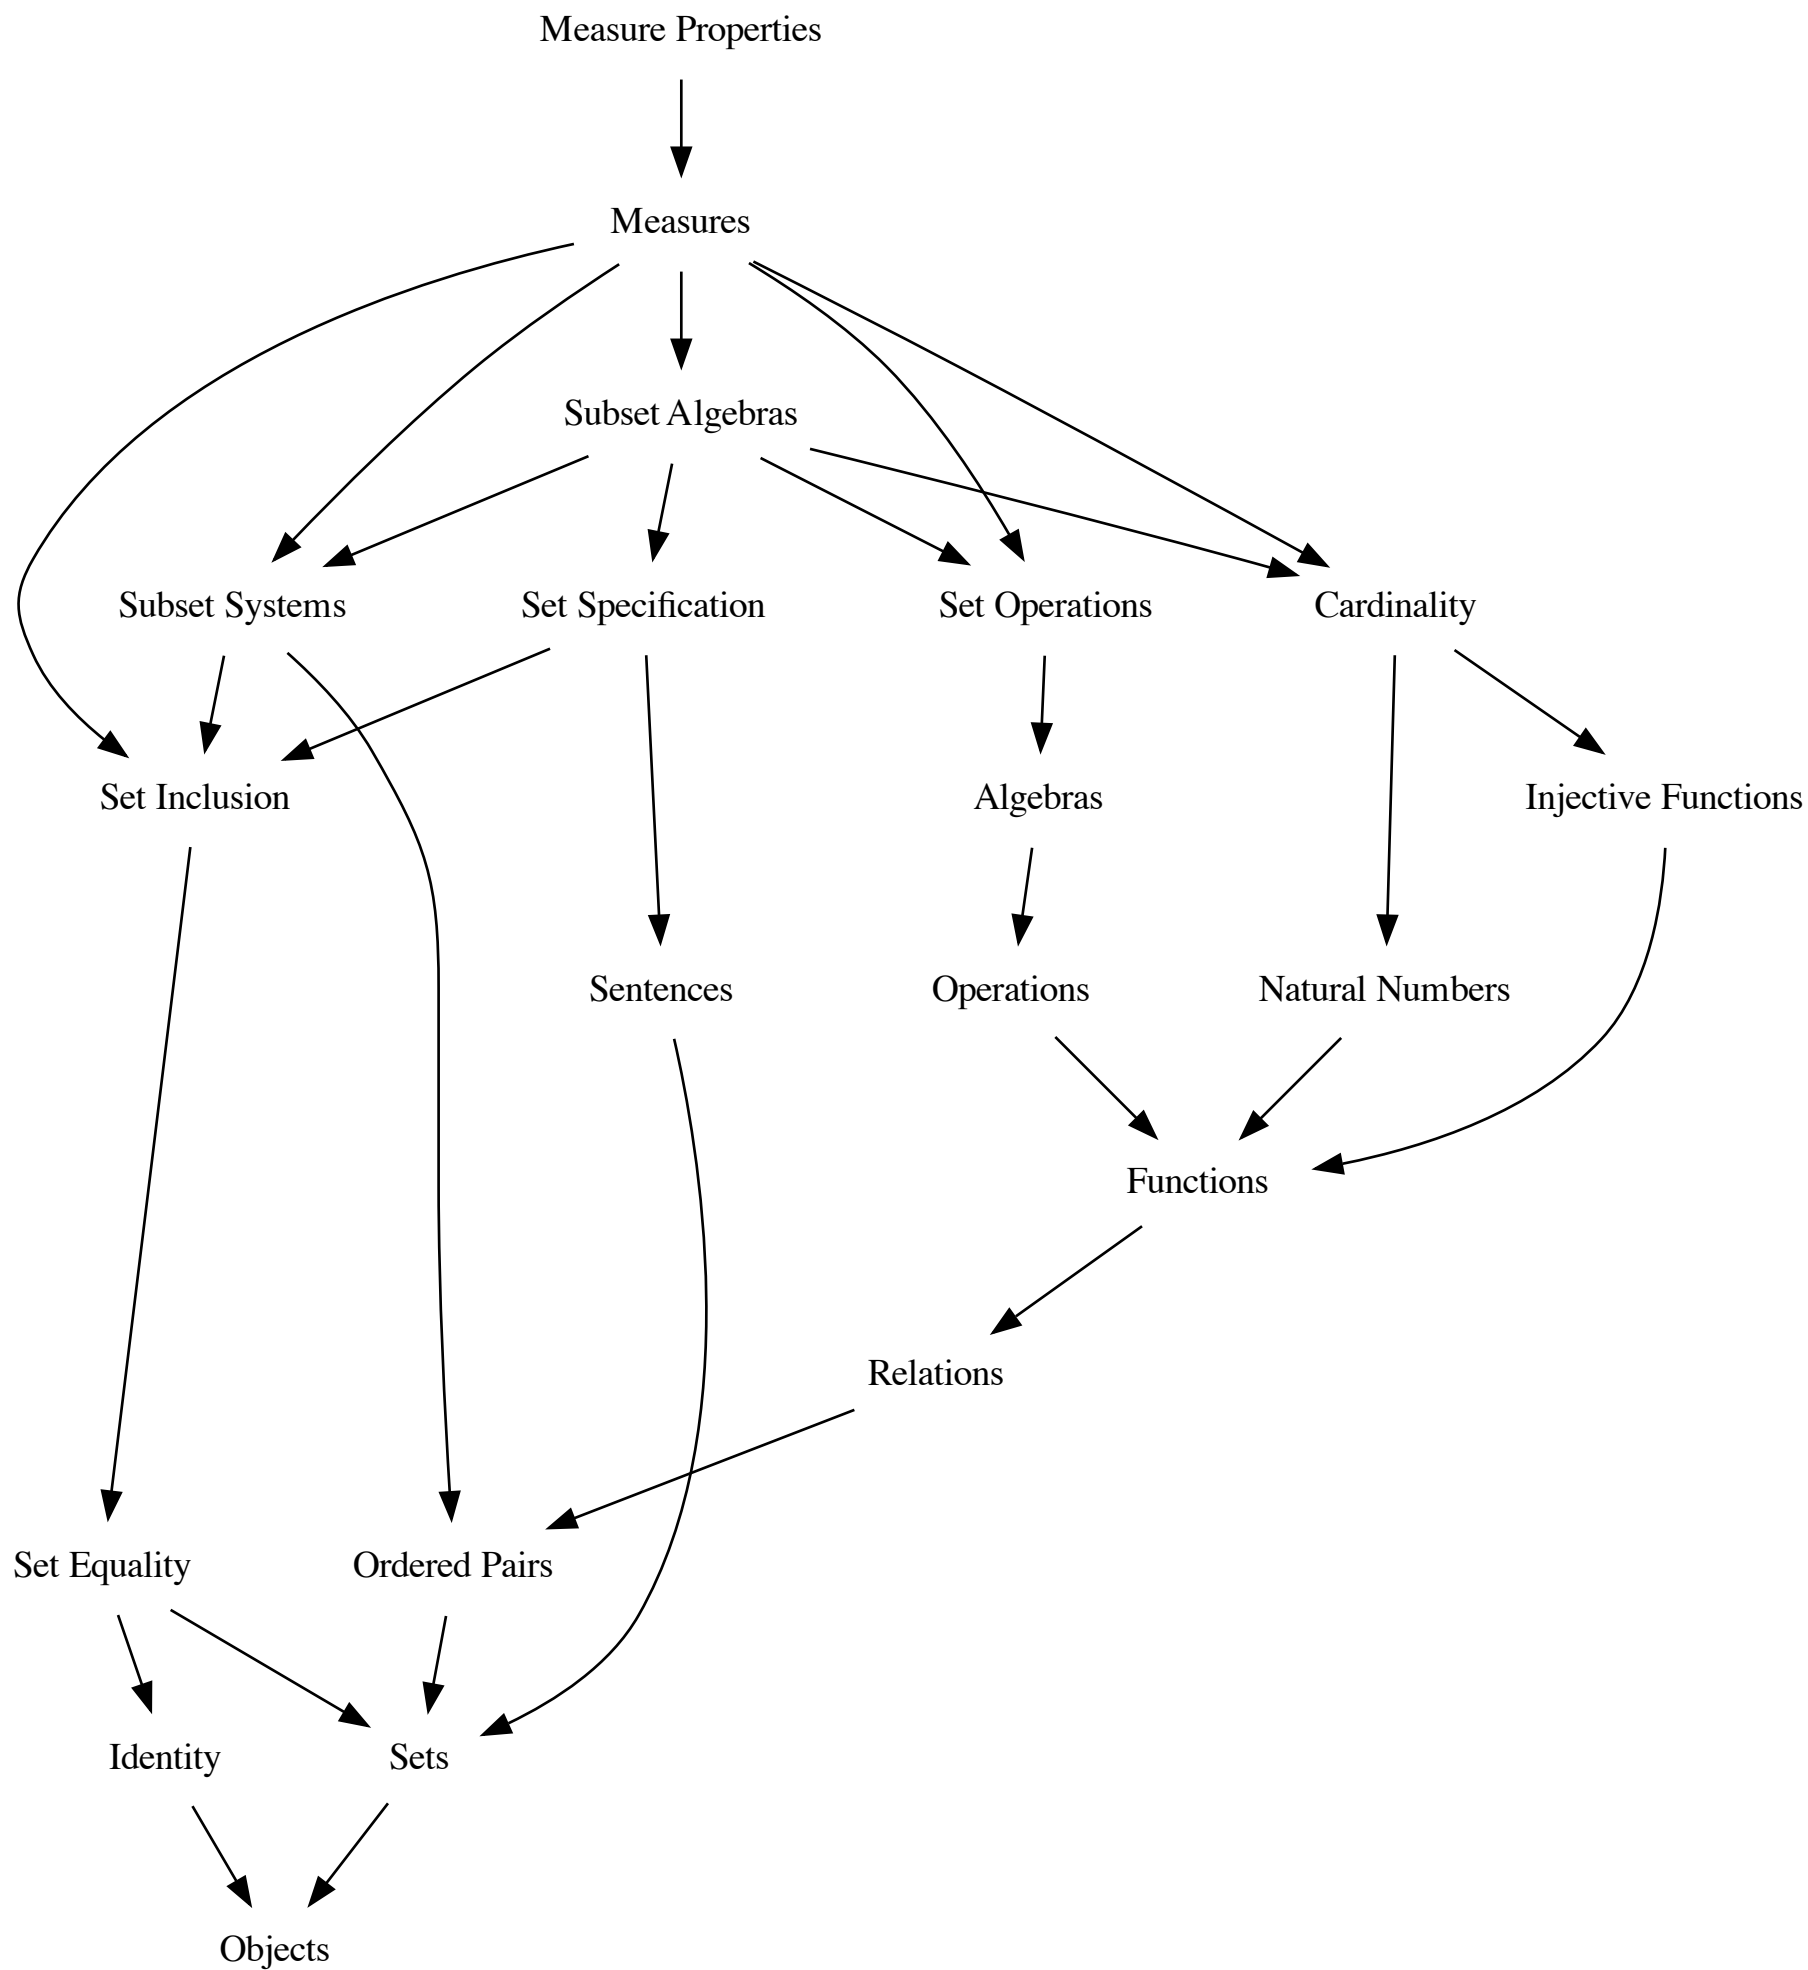 Measure Properties
Measures
Subset Algebras
Subset Systems
Set Specification
Set Operations
Cardinality
Set Inclusion
Algebras
Injective Functions
Sentences
Operations
Natural Numbers
Functions
Relations
Set Equality
Ordered Pairs
Identity
Sets
Objects